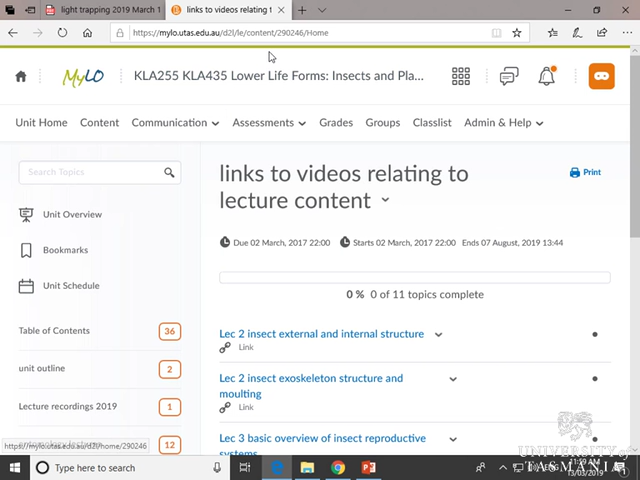 light trapping 2019 March 1
links to videos relating t
https://mylo.utas.edu.au/d2l/le/content/290246/Home
MyLO
KLA255 KLA435 Lower Life Forms: Insects and Pla...
Unit Home Content Communication Assessments Grades Groups Classlist Admin & Help
Search Topics
Unit Overview
Bookmarks
Unit Schedule
Table of Contents 36
unit outline 2
Lecture recordings 2019 1
12
links to videos relating to
lecture content
Print
Due 02 March, 2017 22:00 Starts 02 March, 2017 22:00 Ends 07 August, 2019 13:44
0 % 0 of 11 topics complete
Lec 2 insect external and internal structure
Link
Lec 2 insect exoskeleton structure and
moulting
Link
Lec 3 basic overview of insect reproductive
systems
https://mylo.utas.edu.au/d2l/home/290246
UNIVERSITY of
TASMANIA
Type here to search
11:59 AM
13/03/2019